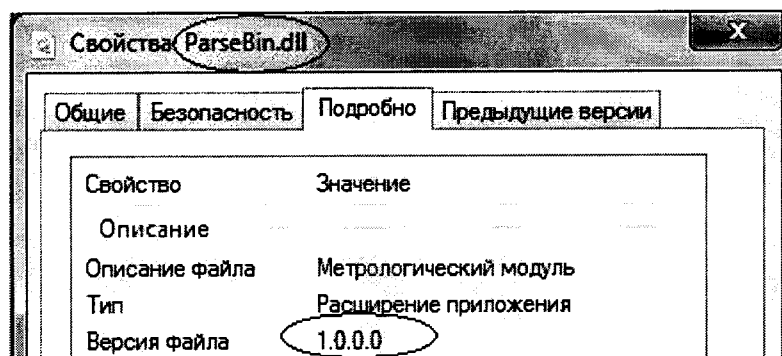 Свойства: ParseBin.dll
X
Общие Безопасность Подробно Предыдущие версии
Свойство Значение
Описание
Описание файла Метрологический модуль
Тип Расширение приложения
Версия файла 1.0.0.0